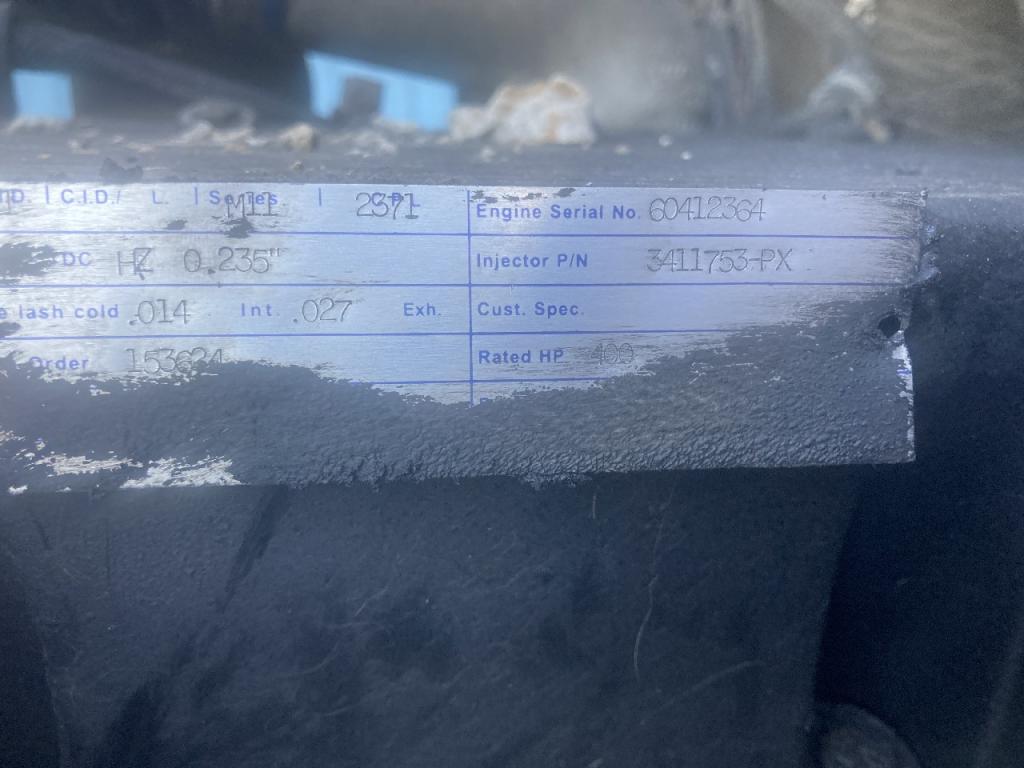 D. | C.I.D./ L. | Series M11 | CPL 2371
Engine Serial No. 60412364
DC 0.235"
Injector P/N 3411753-PX
lash cold .014 Int. .027 Exh.
Cust. Spec.
Order 153624
Rated HP 400